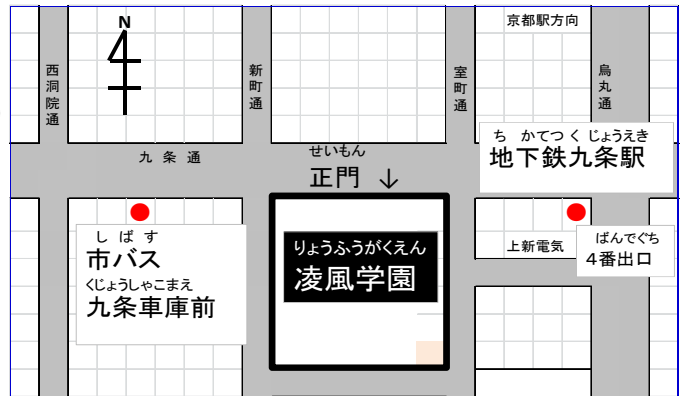 N
京都駅方向
西洞院通
新町通
室町通
烏丸通
九条通
せいもん
正門 ↓
ち かてつ く じょうえき
地下鉄九条駅
しばす
市バス
くじょうしゃこまえ
九条車庫前
りょうふうがくえん
凌風学園
上新電気
ばんでぐち
4番出口